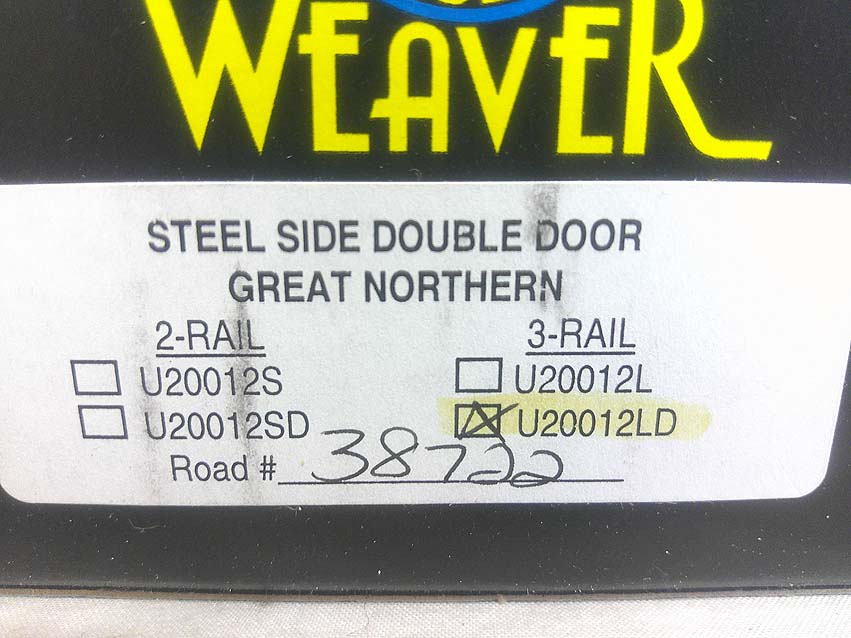 WEAVER
STEEL SIDE DOUBLE DOOR
GREAT NORTHERN
2-RAIL 3-RAIL
U20012S U20012L
U20012SD U20012LD
Road # 38722